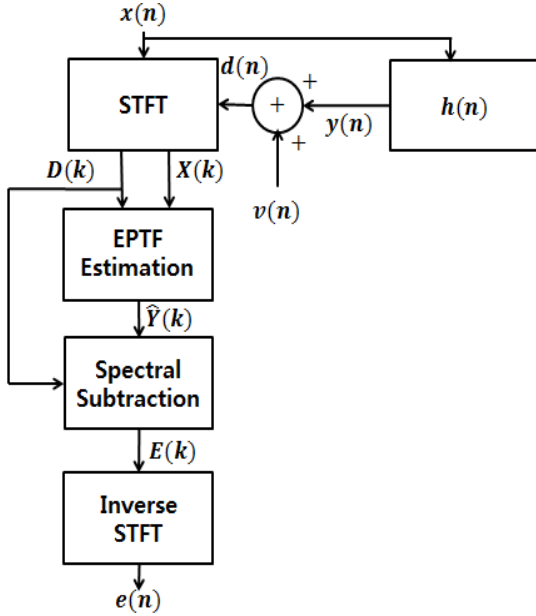 x(n)
d(n)
+
STFT
+
y(n)
h(n)
+
D(k)
X(k)
v(n)
EPTF
Estimation
Ŷ(k)
Spectral
Subtraction
E(k)
Inverse
STFT
e(n)